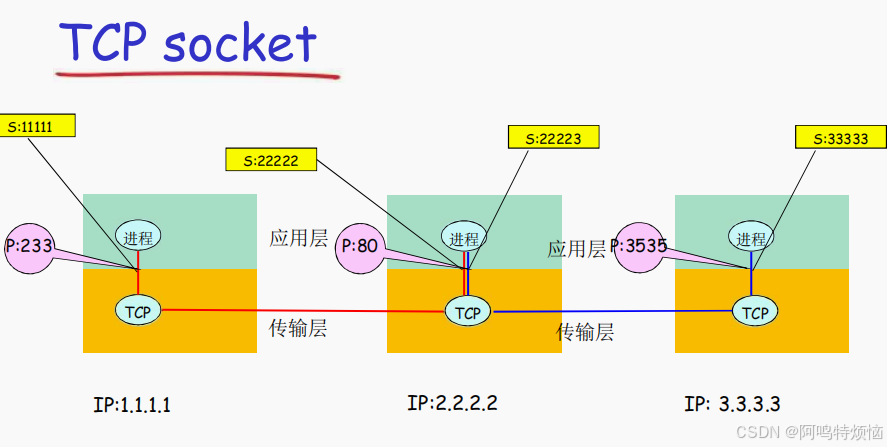 TCP socket
S:11111
S:22222
S:22223
S:33333
P:233
进程
应用层
P:80
进程
应用层
P:3535
进程
TCP
传输层
TCP
传输层
TCP
IP:1.1.1.1
IP:2.2.2.2
IP: 3.3.3.3
CSDN @阿鸣特烦恼